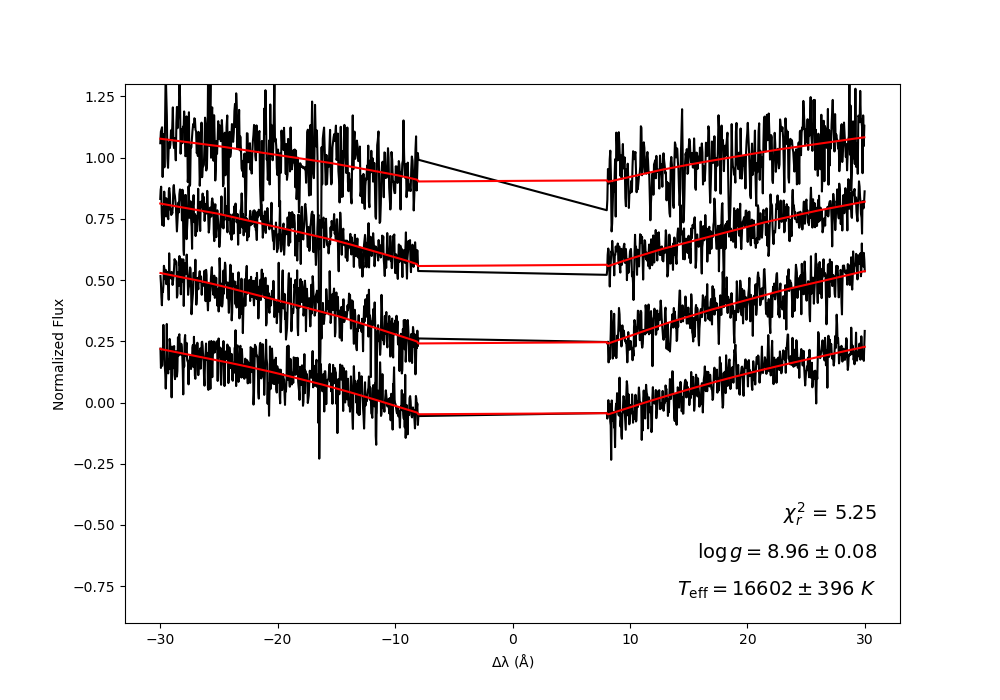 1.25
1.00
0.75
0.50
0.25
0.00
−0.25
−0.50
−0.75
Normalized Flux
χ²ᵣ = 5.25
log g = 8.96 ± 0.08
T_eff = 16602 ± 396 K
−30 −20 −10 0 10 20 30
Δλ (Å)